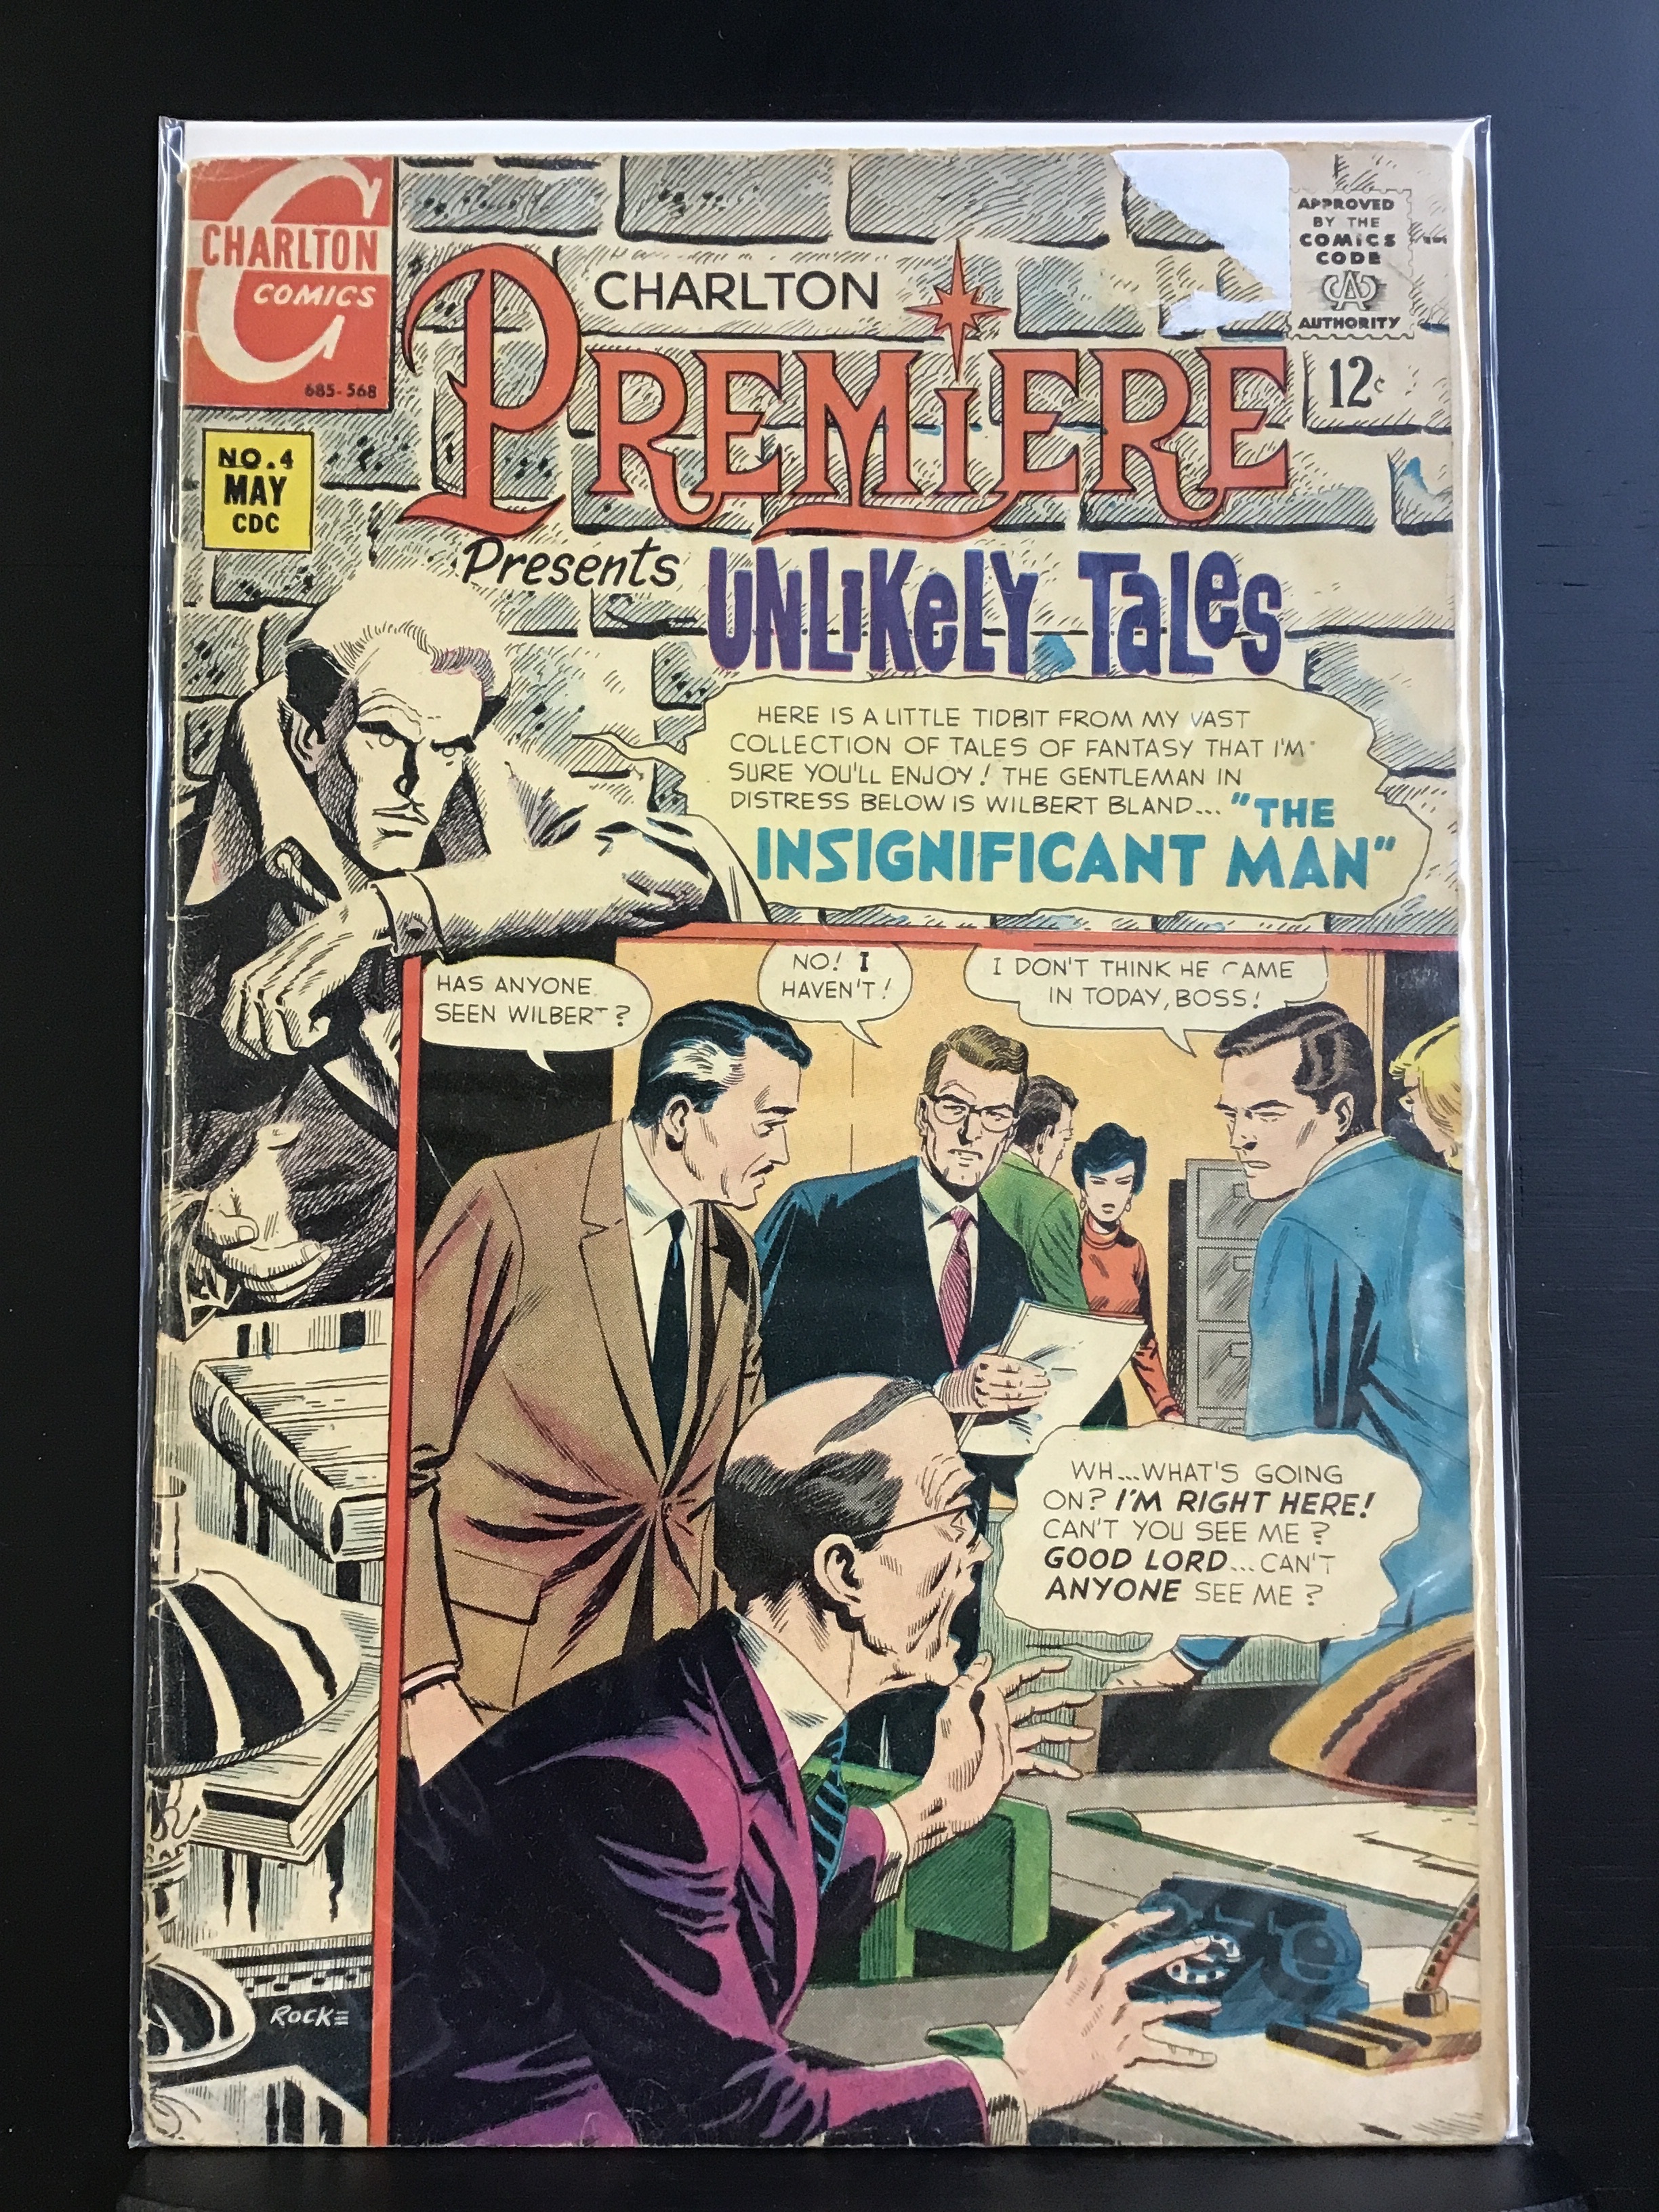 CHARLTON
COMICS
685-568
NO. 4
MAY
CDC
CHARLTON
PREMIERE
APPROVED
BY THE
COMICS
CODE
CA
AUTHORITY
12¢
Presents UNLIKELY TALES
HERE IS A LITTLE TIDBIT FROM MY VAST
COLLECTION OF TALES OF FANTASY THAT I'M
SURE YOU'LL ENJOY! THE GENTLEMAN IN
DISTRESS BELOW IS WILBERT BLAND... "THE
INSIGNIFICANT MAN"
HAS ANYONE
SEEN WILBERT?
NO! I
HAVEN'T!
I DON'T THINK HE CAME
IN TODAY, BOSS!
WH...WHAT'S GOING
ON? I'M RIGHT HERE!
CAN'T YOU SEE ME?
GOOD LORD...CAN'T
ANYONE SEE ME?
ROCKE